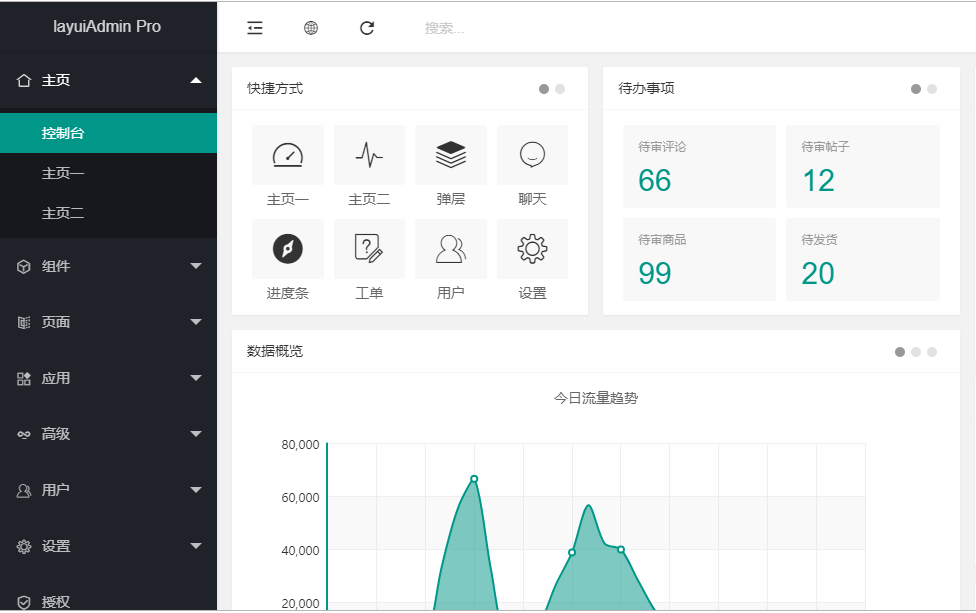 layuiAdmin Pro
搜索...
主页
控制台
主页一
主页二
组件
页面
应用
高级
用户
设置
授权
快捷方式
主页一 主页二 弹层 聊天
进度条 工单 用户 设置
待办事项
待审评论 待审帖子
66 12
待审商品 待发货
99 20
数据概览
今日流量趋势
80,000
60,000
40,000
20,000